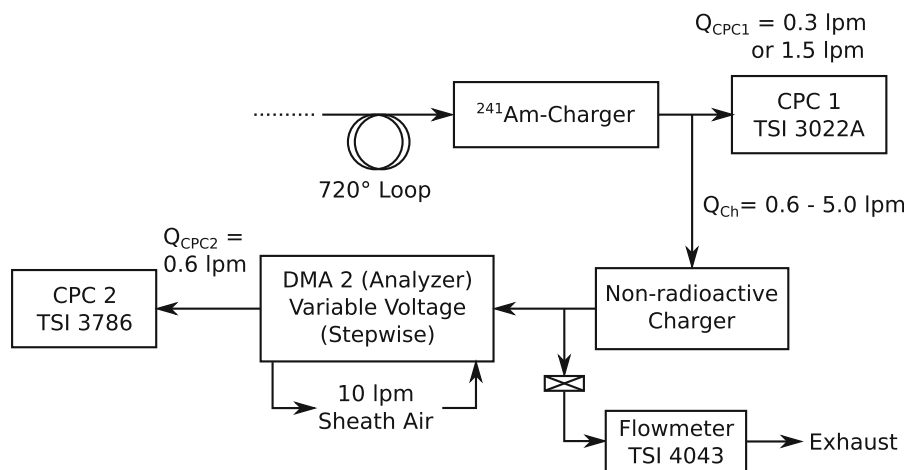 Q_CPC1 = 0.3 lpm
or 1.5 lpm
241Am-Charger
CPC 1
TSI 3022A
720° Loop
Q_Ch= 0.6 - 5.0 lpm
Q_CPC2 =
0.6 lpm
DMA 2 (Analyzer)
Variable Voltage
(Stepwise)
Non-radioactive
Charger
CPC 2
TSI 3786
10 lpm
Sheath Air
Flowmeter
TSI 4043
Exhaust